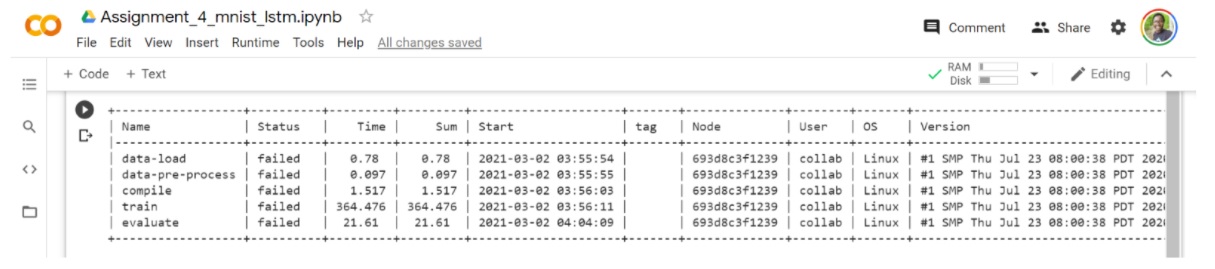 Assignment_4_mnist_lstm.ipynb
Comment Share
File Edit View Insert Runtime Tools Help All changes saved
+ Code + Text
RAM
Disk
Editing
Name | Status | Time | Sum | Start | tag | Node | User | OS | Version
data-load | failed | 0.78 | 0.78 | 2021-03-02 03:55:54 | | 693d8c3f1239 | collab | Linux | #1 SMP Thu Jul 23 08:00:38 PDT 202
data-pre-process | failed | 0.097 | 0.097 | 2021-03-02 03:55:55 | | 693d8c3f1239 | collab | Linux | #1 SMP Thu Jul 23 08:00:38 PDT 202
compile | failed | 1.517 | 1.517 | 2021-03-02 03:56:03 | | 693d8c3f1239 | collab | Linux | #1 SMP Thu Jul 23 08:00:38 PDT 202
train | failed | 364.476 | 364.476 | 2021-03-02 03:56:11 | | 693d8c3f1239 | collab | Linux | #1 SMP Thu Jul 23 08:00:38 PDT 202
evaluate | failed | 21.61 | 21.61 | 2021-03-02 04:04:09 | | 693d8c3f1239 | collab | Linux | #1 SMP Thu Jul 23 08:00:38 PDT 202